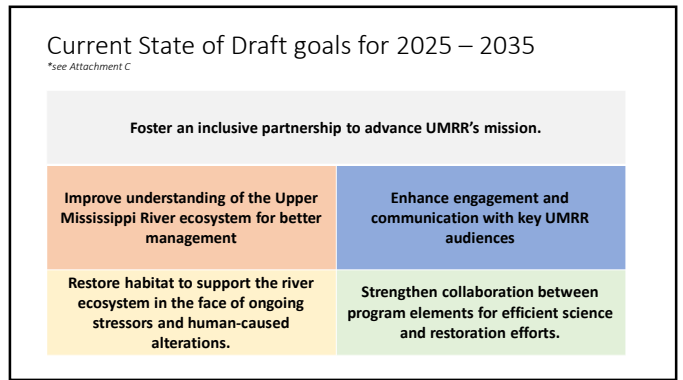 Current State of Draft goals for 2025 – 2035
*see Attachment C
Foster an inclusive partnership to advance UMRR's mission.
Improve understanding of the Upper
Mississippi River ecosystem for better
management
Enhance engagement and
communication with key UMRR
audiences
Restore habitat to support the river
ecosystem in the face of ongoing
stressors and human-caused
alterations.
Strengthen collaboration between
program elements for efficient science
and restoration efforts.